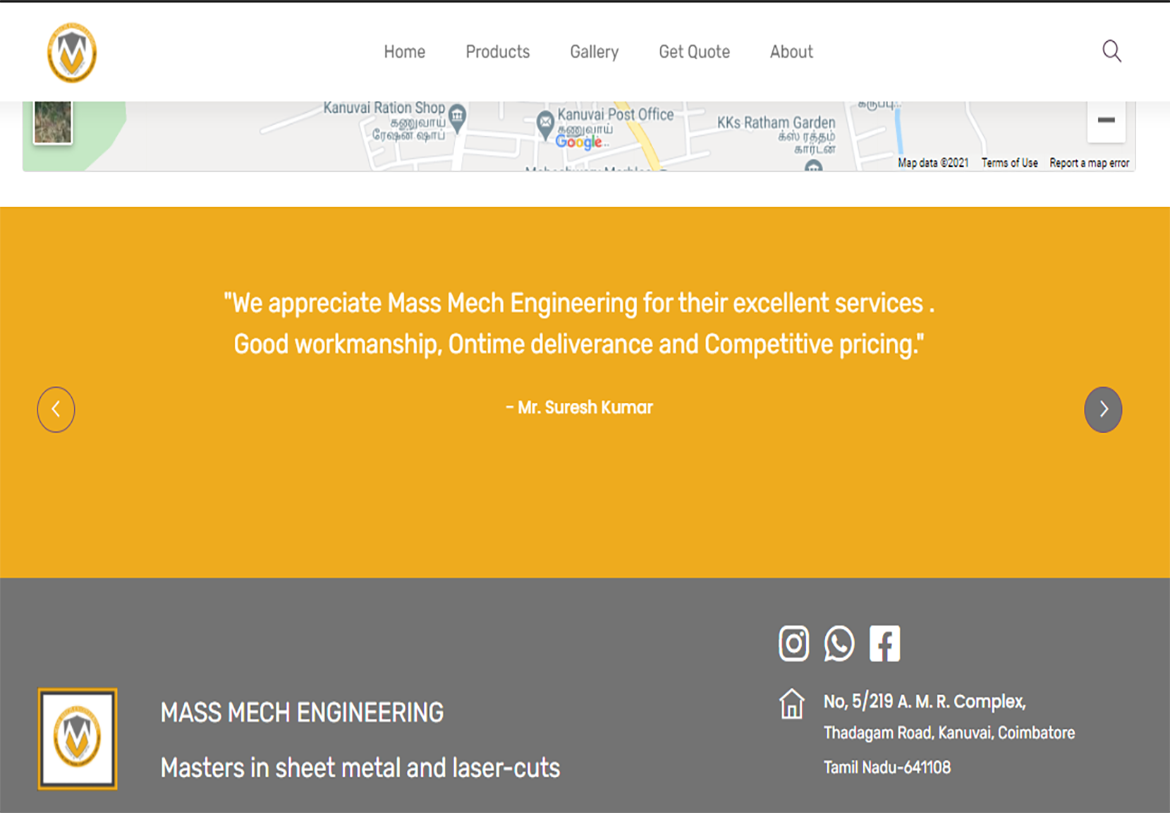 Home Products Gallery Get Quote About
Kanuvai Ration Shop
கணுவாய்
ரேஷன் ஷாப்
Kanuvai Post Office
கணுவாய்
Google
KKs Ratham Garden
க்ஸ் ரத்தம்
கார்டன்
Map data ©2021 Terms of Use Report a map error
"We appreciate Mass Mech Engineering for their excellent services .
Good workmanship, Ontime deliverance and Competitive pricing."
- Mr. Suresh Kumar
MASS MECH ENGINEERING
Masters in sheet metal and laser-cuts
No, 5/219 A. M. R. Complex,
Thadagam Road, Kanuvai, Coimbatore
Tamil Nadu-641108